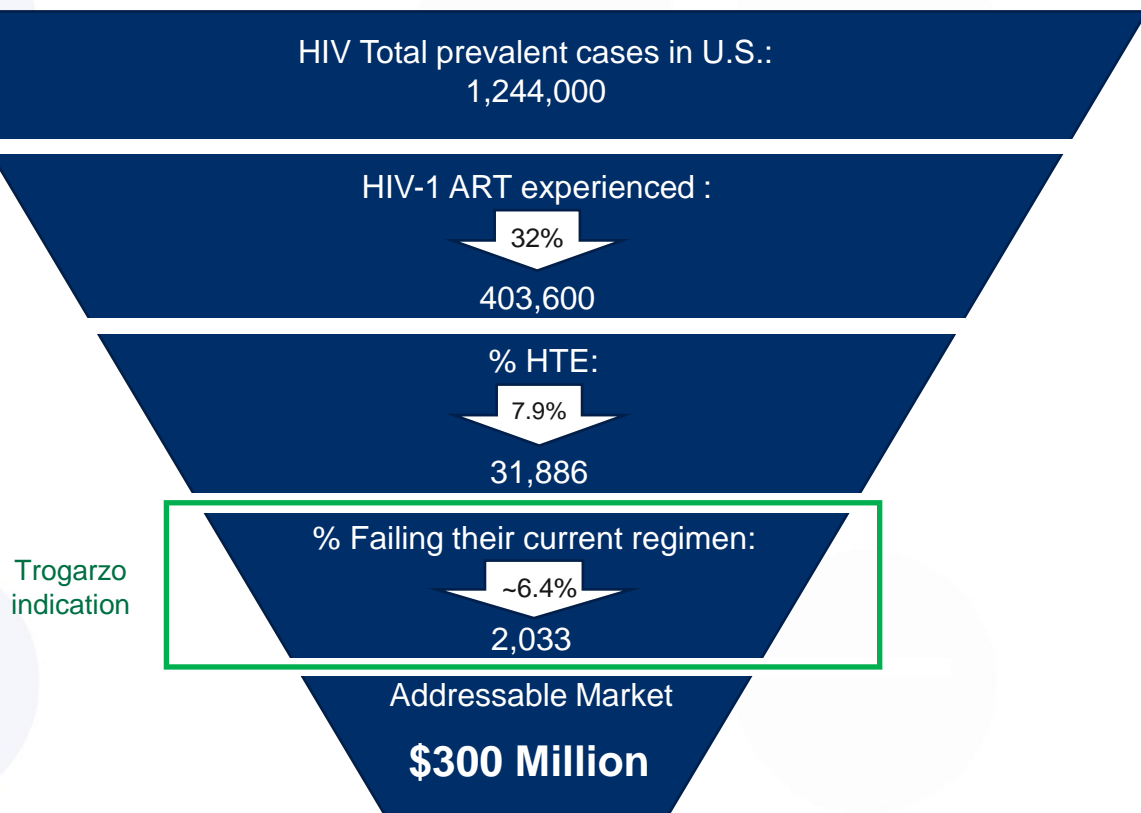 HIV Total prevalent cases in U.S.:
1,244,000
HIV-1 ART experienced :
32%
403,600
% HTE:
7.9%
31,886
% Failing their current regimen:
~6.4%
2,033
Trogarzo
indication
Addressable Market
$300 Million